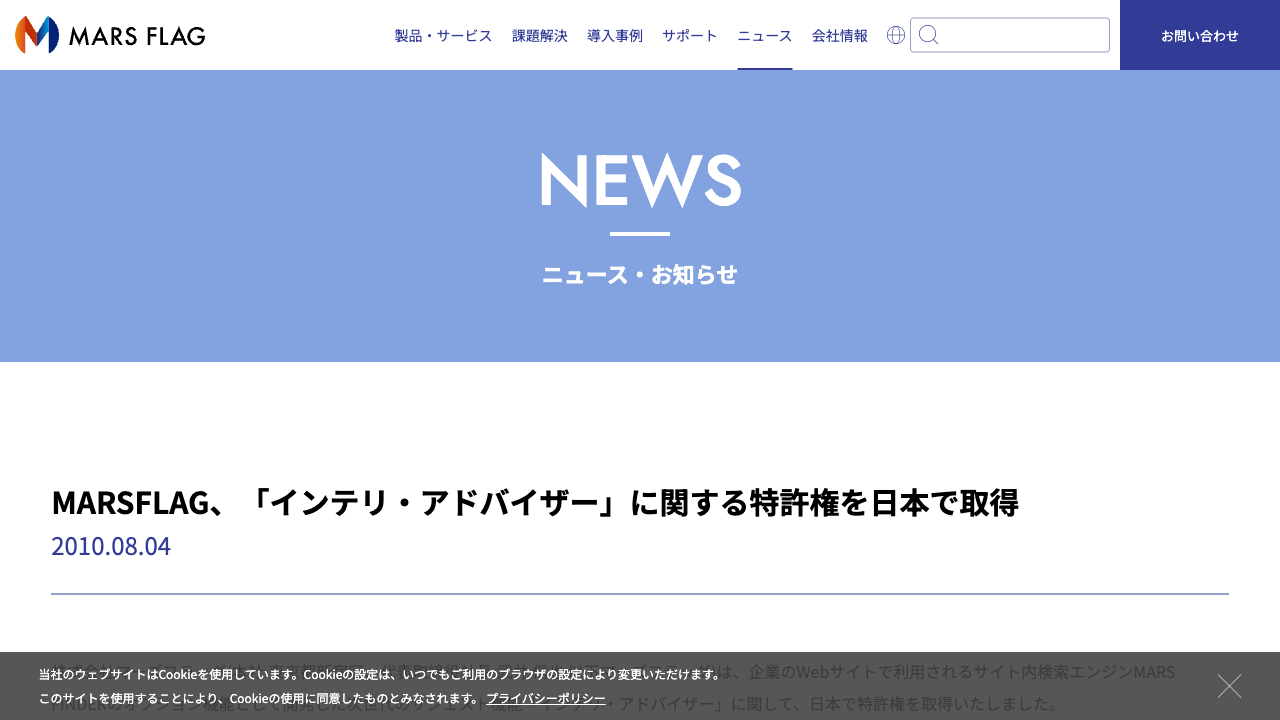 MARS FLAG
製品・サービス 課題解決 導入事例 サポート ニュース 会社情報 お問い合わせ
NEWS
ニュース・お知らせ
MARSFLAG、「インテリ・アドバイザー」に関する特許権を日本で取得
2010.08.04
は、企業のWebサイトで利用されるサイト内検索エンジンMARS
・アドバイザー」に関して、日本で特許権を取得いたしました。
当社のウェブサイトはCookieを使用しています。Cookieの設定は、いつでもご利用のブラウザの設定により変更いただけます。
このサイトを使用することにより、Cookieの使用に同意したものとみなされます。プライバシーポリシー